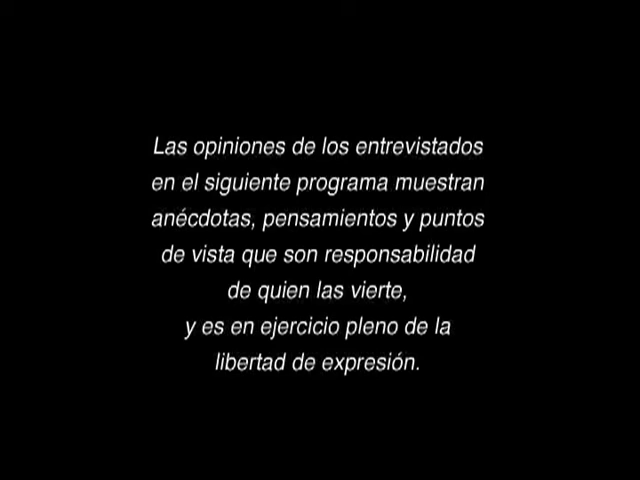 Las opiniones de los entrevistados
en el siguiente programa muestran
anécdotas, pensamientos y puntos
de vista que son responsabilidad
de quien las vierte,
y es en ejercicio pleno de la
libertad de expresión.